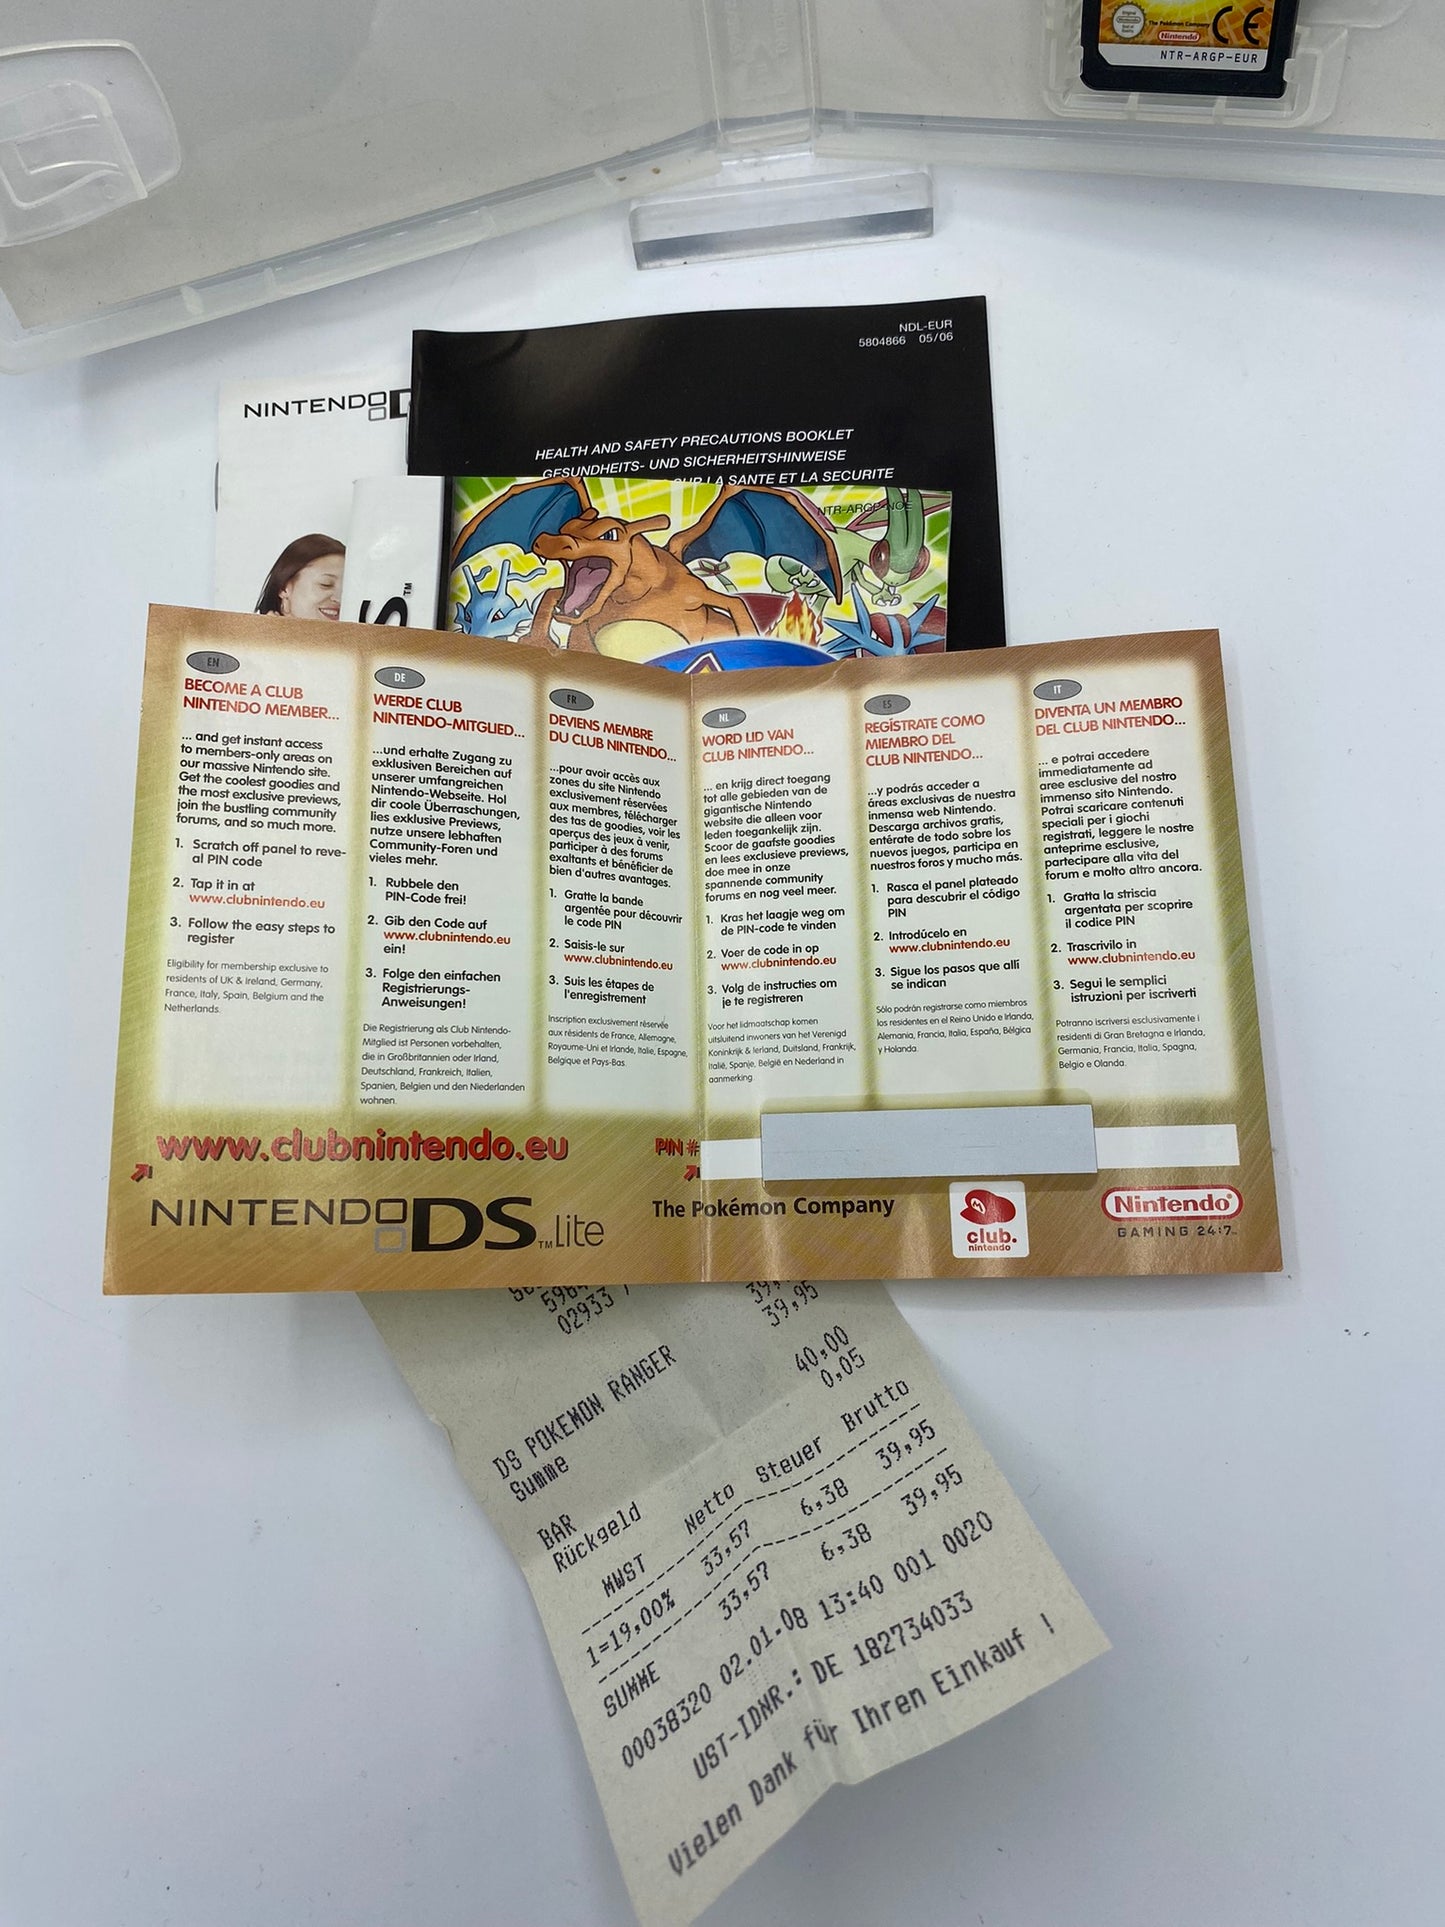 The Pokémon Company
Nintendo
CE
NTR-ARGP-EUR
NDL-EUR
5804866 05/06
NINTENDO
HEALTH AND SAFETY PRECAUTIONS BOOKLET
GESUNDHEITS- UND SICHERHEITSHINWEISE
SUR LA SANTE ET LA SECURITE
NTR-ARGP-NOE
S™
EN
BECOME A CLUB
NINTENDO MEMBER...
... and get instant access
to members-only areas on
our massive Nintendo site.
Get the coolest goodies and
the most exclusive previews,
join the bustling community
forums, and so much more.
1. Scratch off panel to reve-
al PIN code
2. Tap it in at
www.clubnintendo.eu
3. Follow the easy steps to
register
Eligibility for membership exclusive to
residents of UK & Ireland, Germany,
France, Italy, Spain, Belgium and the
Netherlands.
DE
WERDE CLUB
NINTENDO-MITGLIED...
...und erhalte Zugang zu
exklusiven Bereichen auf
unserer umfangreichen
Nintendo-Webseite. Hol
dir coole Überraschungen,
lies exklusive Previews,
nutze unsere lebhaften
Community-Foren und
vieles mehr.
1. Rubbele den
PIN-Code frei!
2. Gib den Code auf
www.clubnintendo.eu
ein!
3. Folge den einfachen
Registrierungs-
Anweisungen!
Die Registrierung als Club Nintendo-
Mitglied ist Personen vorbehalten,
die in Großbritannien oder Irland,
Deutschland, Frankreich, Italien,
Spanien, Belgien und den Niederlanden
wohnen.
FR
DEVIENS MEMBRE
DU CLUB NINTENDO...
...pour avoir accès aux
zones du site Nintendo
exclusivement réservées
aux membres, télécharger
des tas de goodies, voir les
aperçus des jeux à venir,
participer à des forums
exaltants et bénéficier de
bien d'autres avantages.
1. Gratte la bande
argentée pour découvrir
le code PIN
2. Saisis-le sur
www.clubnintendo.eu
3. Suis les étapes de
l'enregistrement
Inscription exclusivement réservée
aux résidents de France, Allemagne,
Royaume-Uni et Irlande, Italie, Espagne,
Belgique et Pays-Bas.
NL
WORD LID VAN
CLUB NINTENDO...
... en krijg direct toegang
tot alle gebieden van de
gigantische Nintendo
website die alleen voor
leden toegankelijk zijn.
Scoor de gaafste goodies
en lees exclusieve previews,
doe mee in onze
spannende community
forums en nog veel meer.
1. Kras het laagje weg om
de PIN-code te vinden
2. Voer de code in op
www.clubnintendo.eu
3. Volg de instructies om
je te registreren
Voor het lidmaatschap komen
uitsluitend inwoners van het Verenigd
Koninkrijk & Ierland, Duitsland, Frankrijk,
Italië, Spanje, België en Nederland in
aanmerking.
ES
REGÍSTRATE COMO
MIEMBRO DEL
CLUB NINTENDO...
...y podrás acceder a
áreas exclusivas de nuestra
inmensa web Nintendo.
Descarga archivos gratis,
entérate de todo sobre los
nuevos juegos, participa en
nuestros foros y mucho más.
1. Rasca el panel plateado
para descubrir el código
PIN
2. Introdúcelo en
www.clubnintendo.eu
3. Sigue los pasos que allí
se indican
Sólo podrán registrarse como miembros
los residentes en el Reino Unido e Irlanda,
Alemania, Francia, Italia, España, Bélgica
y Holanda.
IT
DIVENTA UN MEMBRO
DEL CLUB NINTENDO...
... e potrai accedere
immediatamente ad
aree esclusive del nostro
immenso sito Nintendo.
Potrai scaricare contenuti
speciali per i giochi
registrati, leggere le nostre
anteprime esclusive,
partecipare alla vita del
forum e molto altro ancora.
1. Gratta la striscia
argentata per scoprire
il codice PIN
2. Trascrivilo in
www.clubnintendo.eu
3. Segui le semplici
istruzioni per iscriverti
Potranno iscriversi esclusivamente i
residenti di Gran Bretagna e Irlanda,
Germania, Francia, Italia, Spagna,
Belgio e Olanda.
www.clubnintendo.eu
PIN #
NINTENDO DS™ Lite
The Pokémon Company
club.
nintendo
Nintendo®
GAMING 24:7™
02933
DS POKEMON RANGER
39,95
Summe
BAR 40,00
Rückgeld 0,05
MWST Netto Steuer Brutto
1=19,00% 33,57 6,38 39,95
SUMME 33,57 6,38 39,95
00038320 02.01.08 13:40 001 0020
UST-IDNR.: DE 182734033
Vielen Dank für Ihren Einkauf !